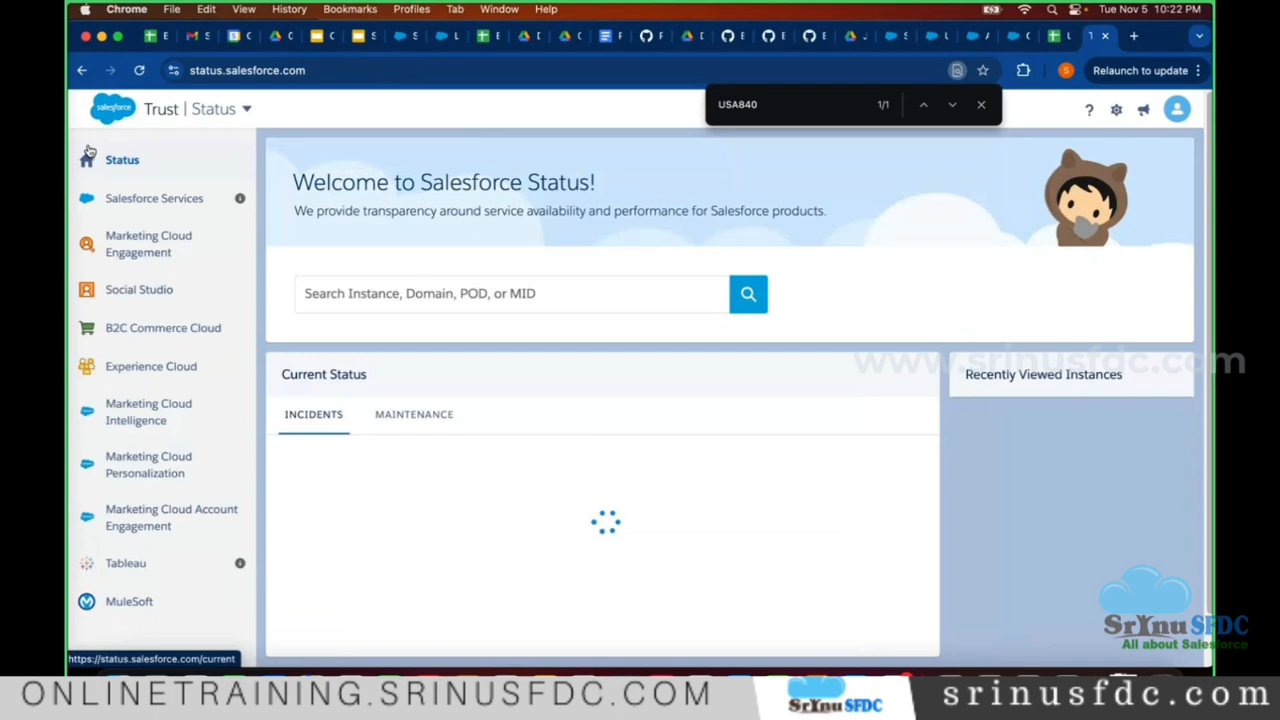 Chrome File Edit View History Bookmarks Profiles Tab Window Help
Tue Nov 5 10:22 PM
status.salesforce.com
Relaunch to update
USA840
1/1
salesforce
Trust | Status
?
Status
Salesforce Services
Marketing Cloud
Engagement
Social Studio
B2C Commerce Cloud
Experience Cloud
Marketing Cloud
Intelligence
Marketing Cloud
Personalization
Marketing Cloud Account
Engagement
Tableau
MuleSoft
Welcome to Salesforce Status!
We provide transparency around service availability and performance for Salesforce products.
Search Instance, Domain, POD, or MID
Current Status
INCIDENTS
MAINTENANCE
www.srinusfdc.com
Recently Viewed Instances
SrinuSFDC
All about Salesforce
https://status.salesforce.com/current
ONLINETRAINING.SRINUSFDC.COM
SrinuSFDC
srinusfdc.com